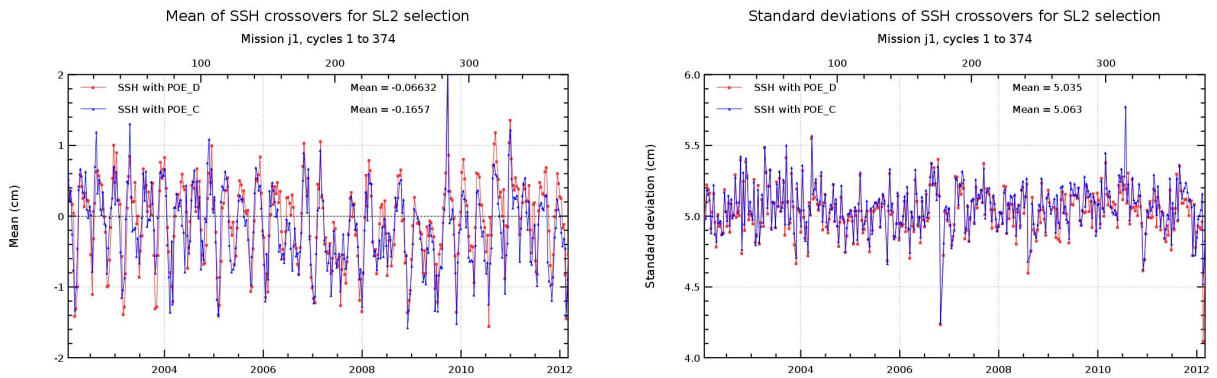 Mean of SSH crossovers for SL2 selection
Mission j1, cycles 1 to 374
100 200 300
SSH with POE_D Mean = -0.06632
SSH with POE_C Mean = -0.1657
2
1
0
-1
-2
Mean (cm)
2004 2006 2008 2010 2012
Standard deviations of SSH crossovers for SL2 selection
Mission j1, cycles 1 to 374
100 200 300
SSH with POE_D Mean = 5.035
SSH with POE_C Mean = 5.063
6.0
5.5
5.0
4.5
4.0
Standard deviation (cm)
2004 2006 2008 2010 2012